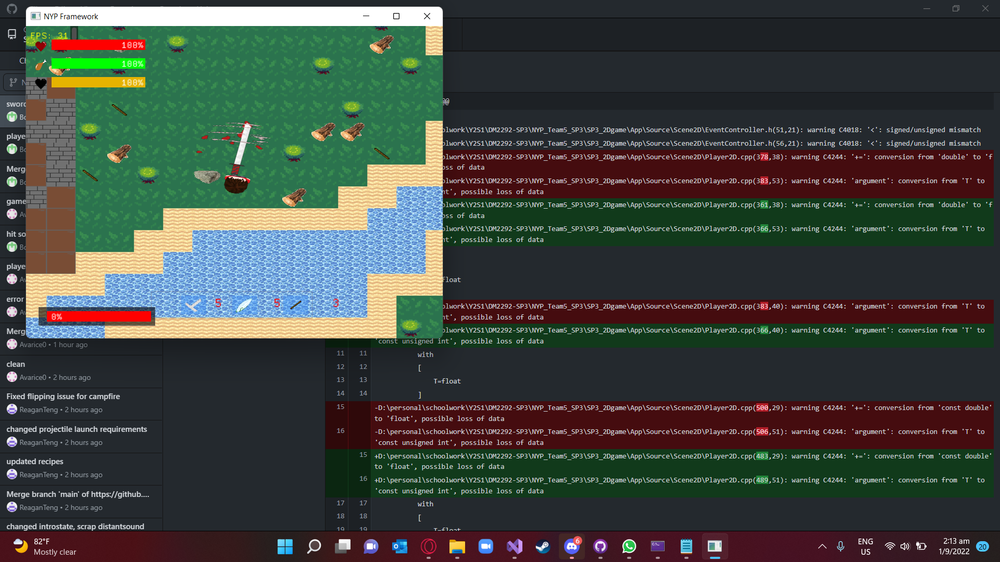 NYP Framework
FPS: 31
100%
100%
100%
5
5
3
0%
@@
sword
playe
Merg
game
hit so
playe
error
Merg
Avarice0 • 1 hour ago
clean
Avarice0 • 2 hours ago
Fixed flipping issue for campfire
ReaganTeng • 2 hours ago
changed projectile launch requirements
ReaganTeng • 2 hours ago
updated recipes
ReaganTeng • 2 hours ago
Merge branch 'main' of https://github....
ReaganTeng • 2 hours ago
changed introstate, scrap distantsound
olwork\Y2S1\DM2292-SP3\NYP_Team5_SP3\SP3_2Dgame\App\Source\Scene2D\EventController.h(51,21): warning C4018: '<': signed/unsigned mismatch
olwork\Y2S1\DM2292-SP3\NYP_Team5_SP3\SP3_2Dgame\App\Source\Scene2D\EventController.h(56,21): warning C4018: '<': signed/unsigned mismatch
olwork\Y2S1\DM2292-SP3\NYP_Team5_SP3\SP3_2Dgame\App\Source\Scene2D\Player2D.cpp(378,38): warning C4244: '+=': conversion from 'double' to 'f
oss of data
olwork\Y2S1\DM2292-SP3\NYP_Team5_SP3\SP3_2Dgame\App\Source\Scene2D\Player2D.cpp(383,53): warning C4244: 'argument': conversion from 'T' to
nt', possible loss of data
olwork\Y2S1\DM2292-SP3\NYP_Team5_SP3\SP3_2Dgame\App\Source\Scene2D\Player2D.cpp(361,38): warning C4244: '+=': conversion from 'double' to 'f
oss of data
olwork\Y2S1\DM2292-SP3\NYP_Team5_SP3\SP3_2Dgame\App\Source\Scene2D\Player2D.cpp(366,53): warning C4244: 'argument': conversion from 'T' to
nt', possible loss of data
float
olwork\Y2S1\DM2292-SP3\NYP_Team5_SP3\SP3_2Dgame\App\Source\Scene2D\Player2D.cpp(383,40): warning C4244: 'argument': conversion from 'T' to
nt', possible loss of data
olwork\Y2S1\DM2292-SP3\NYP_Team5_SP3\SP3_2Dgame\App\Source\Scene2D\Player2D.cpp(366,40): warning C4244: 'argument': conversion from 'T' to
'const unsigned int', possible loss of data
11 11 with
12 12 [
13 13 T=float
14 14 ]
15 -D:\personal\schoolwork\Y2S1\DM2292-SP3\NYP_Team5_SP3\SP3_2Dgame\App\Source\Scene2D\Player2D.cpp(500,29): warning C4244: '+=': conversion from 'const double'
to 'float', possible loss of data
16 -D:\personal\schoolwork\Y2S1\DM2292-SP3\NYP_Team5_SP3\SP3_2Dgame\App\Source\Scene2D\Player2D.cpp(506,51): warning C4244: 'argument': conversion from 'T' to
'const unsigned int', possible loss of data
15 +D:\personal\schoolwork\Y2S1\DM2292-SP3\NYP_Team5_SP3\SP3_2Dgame\App\Source\Scene2D\Player2D.cpp(483,29): warning C4244: '+=': conversion from 'const double'
to 'float', possible loss of data
16 +D:\personal\schoolwork\Y2S1\DM2292-SP3\NYP_Team5_SP3\SP3_2Dgame\App\Source\Scene2D\Player2D.cpp(489,51): warning C4244: 'argument': conversion from 'T' to
'const unsigned int', possible loss of data
17 17 with
18 18 [
19 19 T=float
82°F
Mostly clear
6
ENG
US
2:13 am
1/9/2022
20